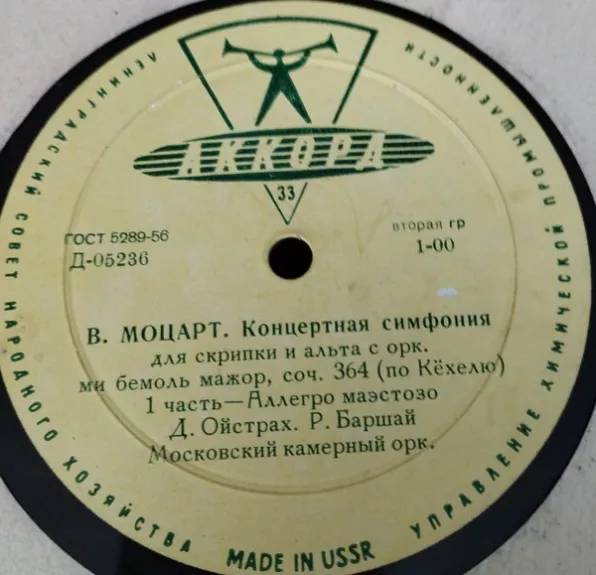 ЛЕНИНГРАДСКИЙ СОВЕТ НАРОДНОГО ХОЗЯЙСТВА
УПРАВЛЕНИЕ ХИМИЧЕСКОЙ ПРОМЫШЛЕННОСТИ
АККОРД
33
ГОСТ 5289-56
Д-05236
вторая гр
1-00
В. МОЦАРТ. Концертная симфония
для скрипки и альта с орк.
ми бемоль мажор, соч. 364 (по Кёхелю)
1 часть—Аллегро маэстозо
Д. Ойстрах. Р. Баршай
Московский камерный орк.
MADE IN USSR